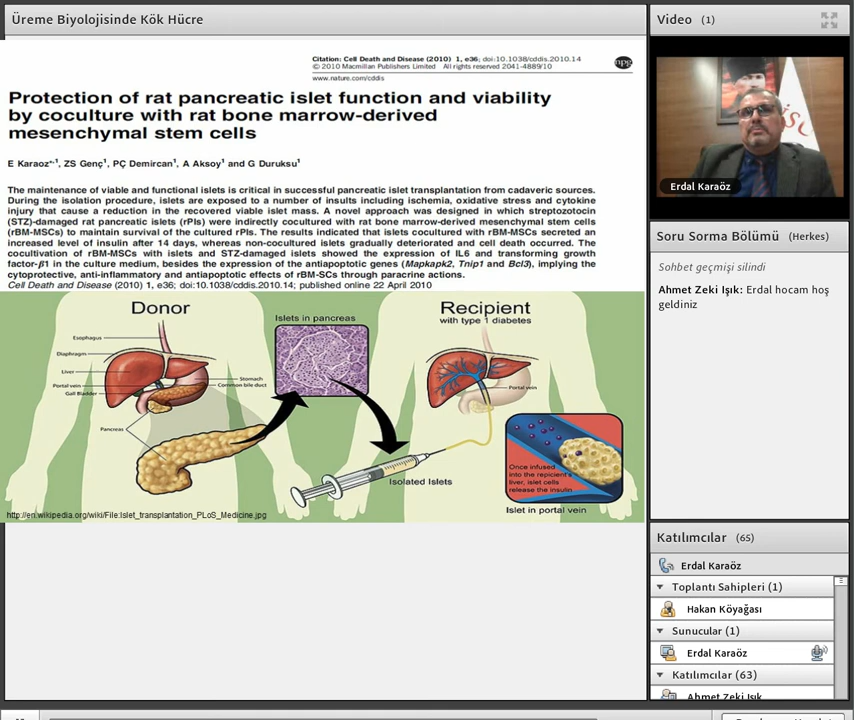 Üreme Biyolojisinde Kök Hücre
Citation: Cell Death and Disease (2010) 1, e36; doi:10.1038/cddis.2010.14
© 2010 Macmillan Publishers Limited All rights reserved 2041-4889/10
npg
www.nature.com/cddis
Protection of rat pancreatic islet function and viability
by coculture with rat bone marrow-derived
mesenchymal stem cells
E Karaoz*,1, ZS Genç1, PÇ Demircan1, A Aksoy1 and G Duruksu1
The maintenance of viable and functional islets is critical in successful pancreatic islet transplantation from cadaveric sources.
During the isolation procedure, islets are exposed to a number of insults including ischemia, oxidative stress and cytokine
injury that cause a reduction in the recovered viable islet mass. A novel approach was designed in which streptozotocin
(STZ)-damaged rat pancreatic islets (rPIs) were indirectly cocultured with rat bone marrow-derived mesenchymal stem cells
(rBM-MSCs) to maintain survival of the cultured rPIs. The results indicated that islets cocultured with rBM-MSCs secreted an
increased level of insulin after 14 days, whereas non-cocultured islets gradually deteriorated and cell death occurred. The
cocultivation of rBM-MSCs with islets and STZ-damaged islets showed the expression of IL6 and transforming growth
factor-β1 in the culture medium, besides the expression of the antiapoptotic genes (Mapkapk2, Tnip1 and Bcl3), implying the
cytoprotective, anti-inflammatory and antiapoptotic effects of rBM-SCs through paracrine actions.
Cell Death and Disease (2010) 1, e36; doi:10.1038/cddis.2010.14; published online 22 April 2010
Donor
Esophagus
Diaphragm
Liver
Portal vein
Gall Bladder
Stomach
Common bile duct
Pancreas
Islets in pancreas
Isolated Islets
Recipient
with type 1 diabetes
Portal vein
Once infused
into the repicient's
liver, islet cells
release the insulin
Islet in portal vein
http://en.wikipedia.org/wiki/File:Islet_transplantation_PLoS_Medicine.jpg
Video (1)
Erdal Karaöz
Soru Sorma Bölümü (Herkes)
Sohbet geçmişi silindi
Ahmet Zeki Işık: Erdal hocam hoş
geldiniz
Katılımcılar (65)
Erdal Karaöz
Toplantı Sahipleri (1)
Hakan Köyağası
Sunucular (1)
Erdal Karaöz
Katılımcılar (63)
Ahmet Zeki Işık